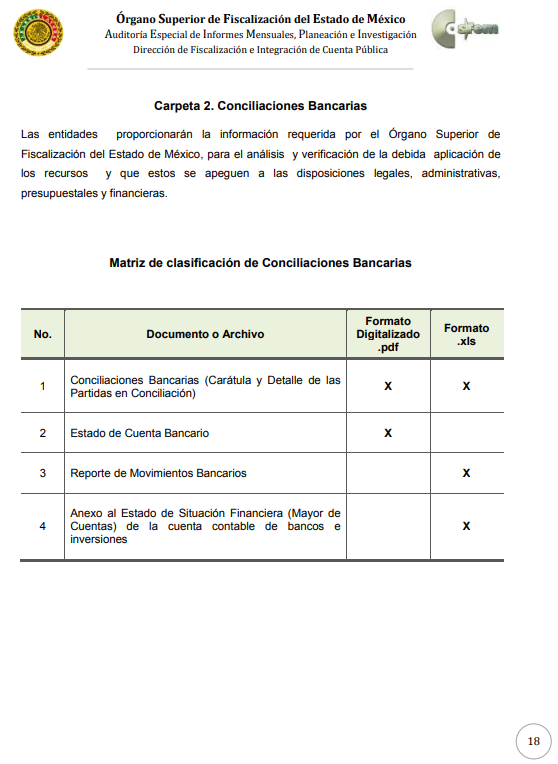 Órgano Superior de Fiscalización del Estado de México
Auditoría Especial de Informes Mensuales, Planeación e Investigación
Dirección de Fiscalización e Integración de Cuenta Pública
osfem
Carpeta 2. Conciliaciones Bancarias
Las entidades proporcionarán la información requerida por el Órgano Superior de
Fiscalización del Estado de México, para el análisis y verificación de la debida aplicación de
los recursos y que estos se apeguen a las disposiciones legales, administrativas,
presupuestales y financieras.
Matriz de clasificación de Conciliaciones Bancarias
No. Documento o Archivo Formato Digitalizado .pdf Formato .xls
1 Conciliaciones Bancarias (Carátula y Detalle de las X X
Partidas en Conciliación)
2 Estado de Cuenta Bancario X
3 Reporte de Movimientos Bancarios X
4 Anexo al Estado de Situación Financiera (Mayor de
Cuentas) de la cuenta contable de bancos e X
inversiones
18